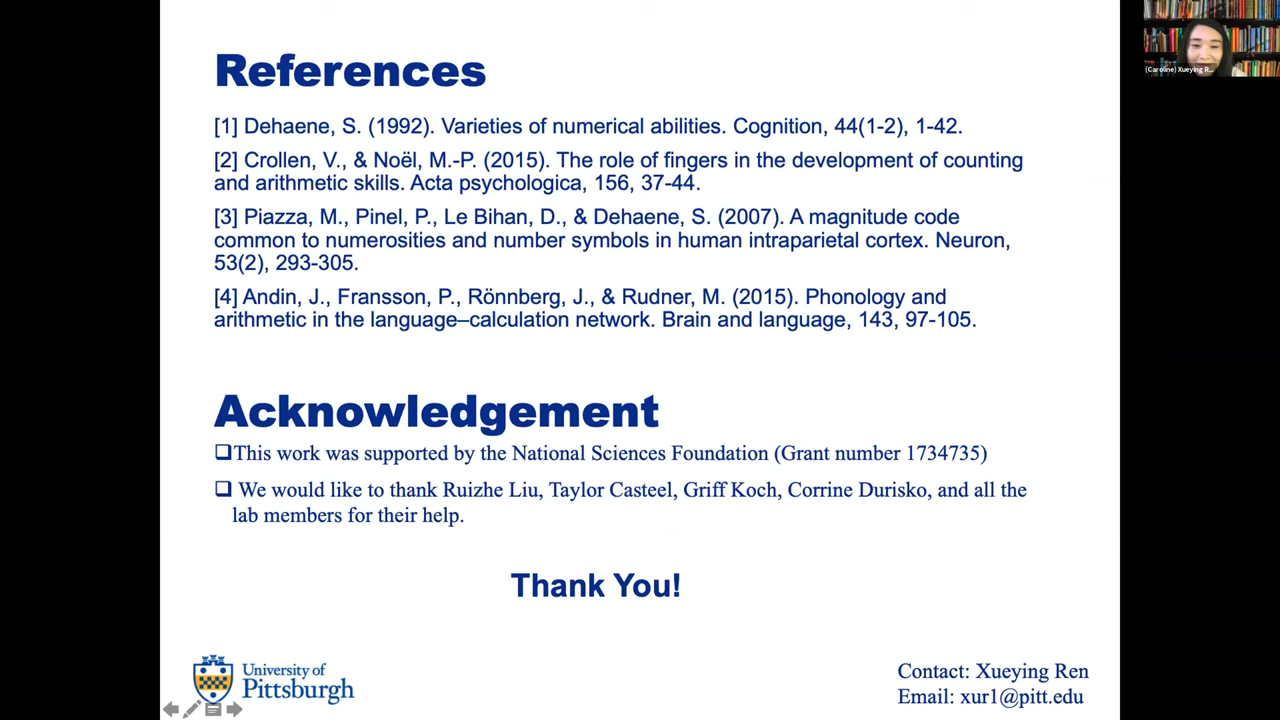 References
[1] Dehaene, S. (1992). Varieties of numerical abilities. Cognition, 44(1-2), 1-42.
[2] Crollen, V., & Noël, M.-P. (2015). The role of fingers in the development of counting
and arithmetic skills. Acta psychologica, 156, 37-44.
[3] Piazza, M., Pinel, P., Le Bihan, D., & Dehaene, S. (2007). A magnitude code
common to numerosities and number symbols in human intraparietal cortex. Neuron,
53(2), 293-305.
[4] Andin, J., Fransson, P., Rönnberg, J., & Rudner, M. (2015). Phonology and
arithmetic in the language–calculation network. Brain and language, 143, 97-105.
Acknowledgement
❑This work was supported by the National Sciences Foundation (Grant number 1734735)
❑ We would like to thank Ruizhe Liu, Taylor Casteel, Griff Koch, Corrine Durisko, and all the
lab members for their help.
Thank You!
University of
Pittsburgh
Contact: Xueying Ren
Email: xur1@pitt.edu
(Caroline) Xueying R...